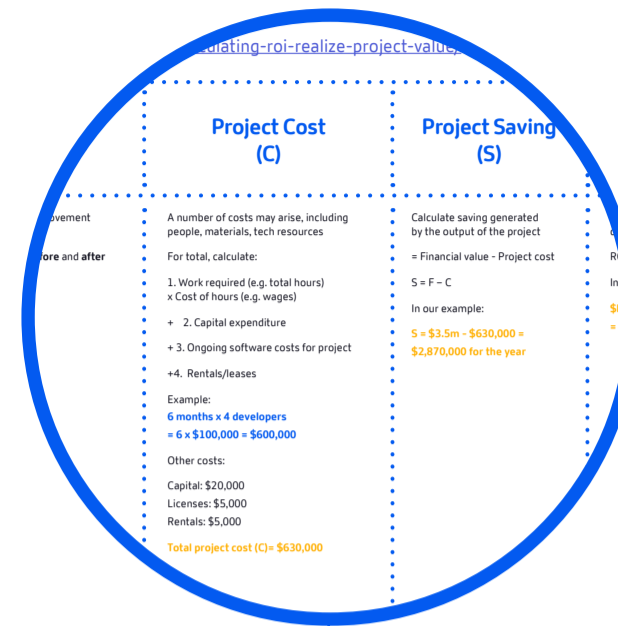 ulating-roi-realize-project-value/
Project Cost
(C)
Project Saving
(S)
ovement
ore and after
A number of costs may arise, including
people, materials, tech resources
For total, calculate:
1. Work required (e.g. total hours)
x Cost of hours (e.g. wages)
+ 2. Capital expenditure
+ 3. Ongoing software costs for project
+4. Rentals/leases
Example:
6 months x 4 developers
= 6 x $100,000 = $600,000
Other costs:
Capital: $20,000
Licenses: $5,000
Rentals: $5,000
Total project cost (C)= $630,000
Calculate saving generated
by the output of the project
= Financial value - Project cost
S = F – C
In our example:
S = $3.5m - $630,000 =
$2,870,000 for the year
In
=